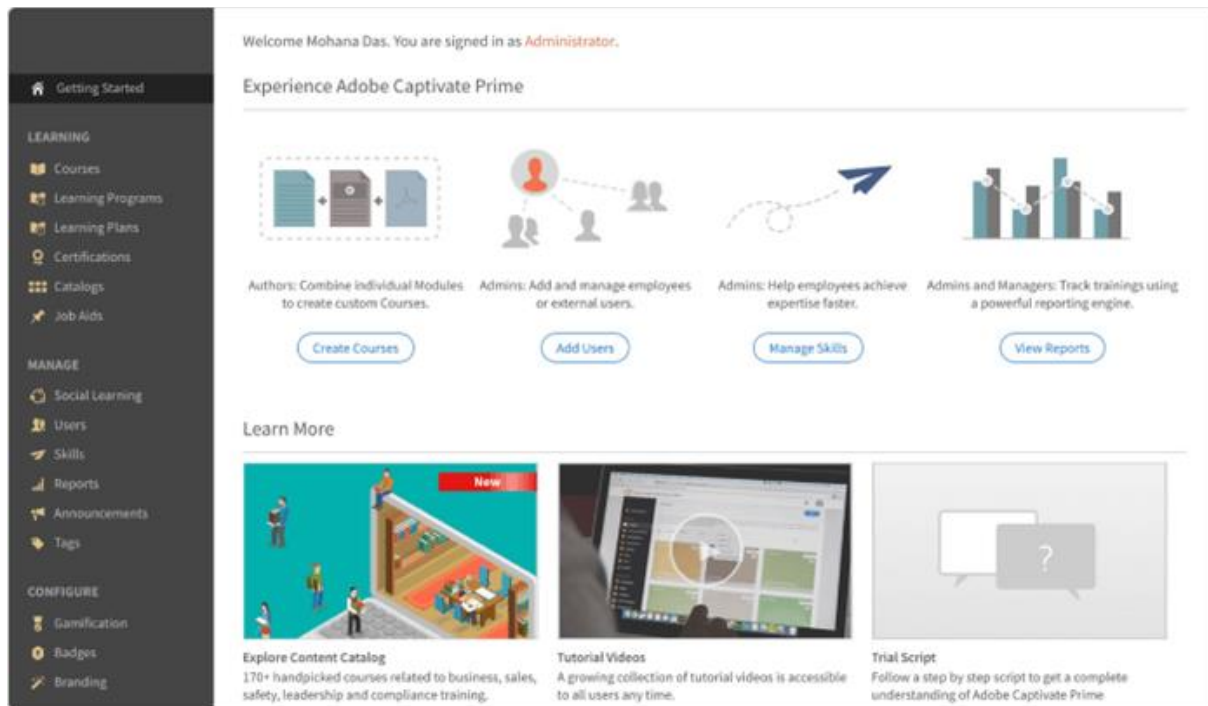 Getting Started
LEARNING
Courses
Learning Programs
Learning Plans
Certifications
Catalogs
Job Aids
MANAGE
Social Learning
Users
Skills
Reports
Announcements
Tags
CONFIGURE
Gamification
Badges
Branding
Welcome Mohana Das. You are signed in as Administrator.
Experience Adobe Captivate Prime
Authors: Combine individual Modules
to create custom Courses.
Create Courses
Admins: Add and manage employees
or external users.
Add Users
Admins: Help employees achieve
expertise faster.
Manage Skills
Admins and Managers: Track trainings using
a powerful reporting engine.
View Reports
Learn More
New
Explore Content Catalog
170+ handpicked courses related to business, sales,
safety, leadership and compliance training.
Tutorial Videos
A growing collection of tutorial videos is accessible
to all users any time.
?
Trial Script
Follow a step by step script to get a complete
understanding of Adobe Captivate Prime